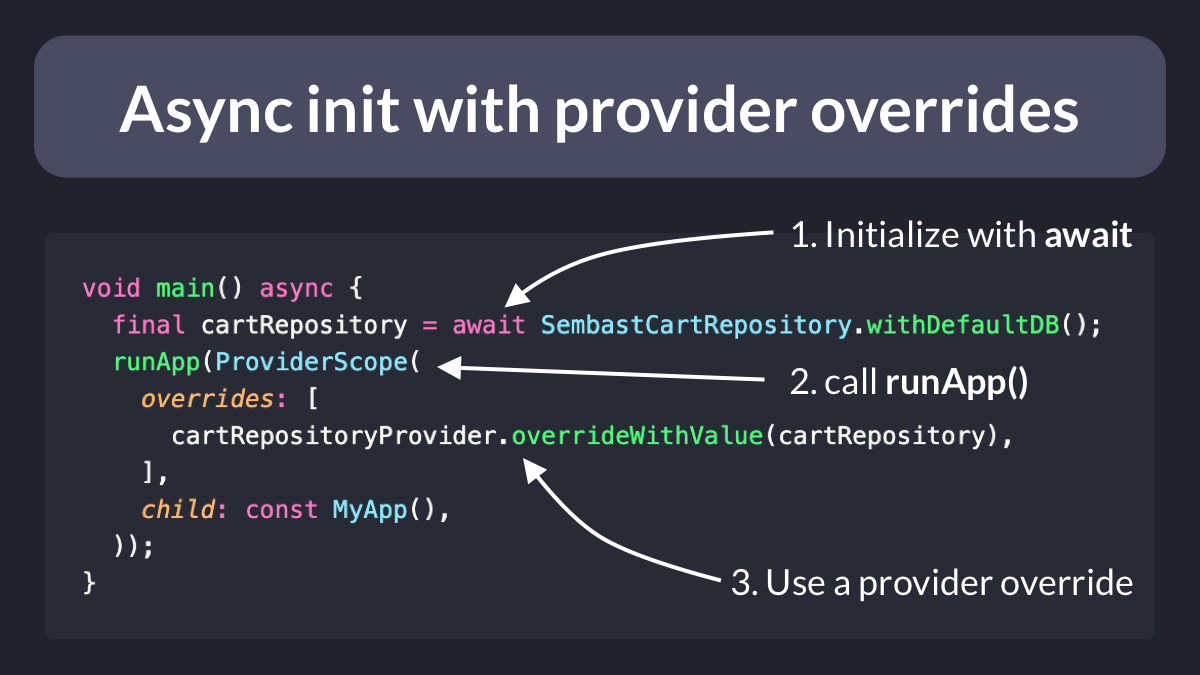 Async init with provider overrides
1. Initialize with await
void main() async {
  final cartRepository = await SembastCartRepository.withDefaultDB();
  runApp(ProviderScope(
2. call runApp()
    overrides: [
      cartRepositoryProvider.overrideWithValue(cartRepository),
    ],
    child: const MyApp(),
  ));
}
3. Use a provider override